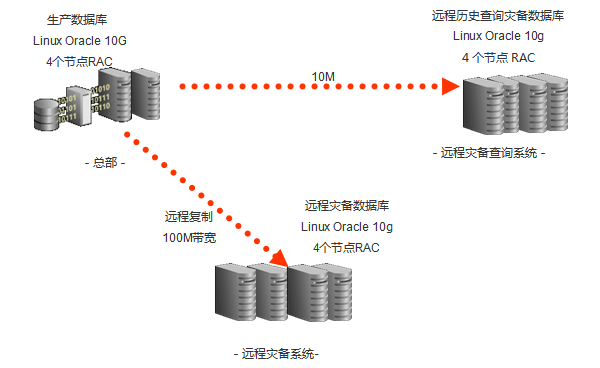 生产数据库
Linux Oracle 10G
4个节点RAC
- 总部 -
10M
远程历史查询灾备数据库
Linux Oracle 10g
4 个节点 RAC
- 远程灾备查询系统 -
远程复制
100M带宽
远程灾备数据库
Linux Oracle 10g
4个节点RAC
- 远程灾备系统-